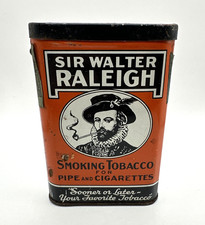 SIR WALTER
RALEIGH
SMOKING TOBACCO
FOR
PIPE AND CIGARETTES
Sooner or Later-
Your Favorite Tobacco